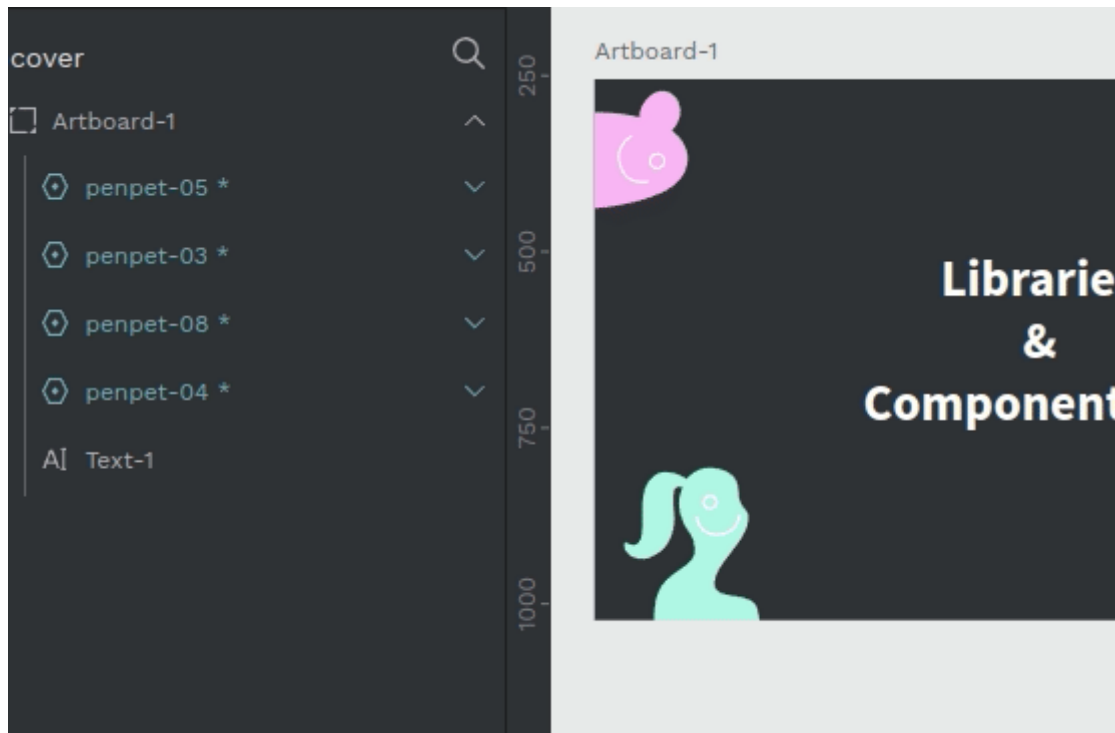 cover
Artboard-1
penpet-05 *
penpet-03 *
penpet-08 *
penpet-04 *
AI Text-1
250
500
750
1000
Artboard-1
Librarie
&
Component